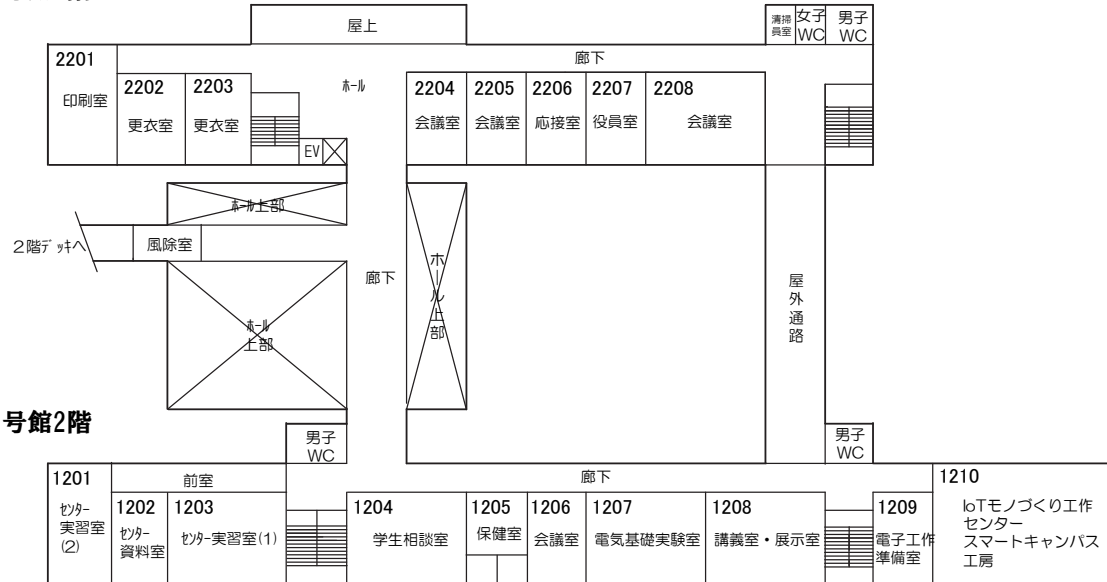 屋上
清掃
員室
女子
WC
男子
WC
2201
印刷室
廊下
2202
更衣室
2203
更衣室
ホール
2204
会議室
2205
会議室
2206
応接室
2207
役員室
2208
会議室
EV
ホール上部
2階デッキへ
風除室
廊下
ホール上部
屋外通路
ホール
上部
号館2階
男子
WC
男子
WC
1201
センター
実習室
(2)
前室
廊下
1210
IoTモノづくり工作
センター
スマートキャンパス
工房
1202
センター
資料室
1203
センター実習室(1)
1204
学生相談室
1205
保健室
1206
会議室
1207
電気基礎実験室
1208
講義室・展示室
1209
電子工作
準備室